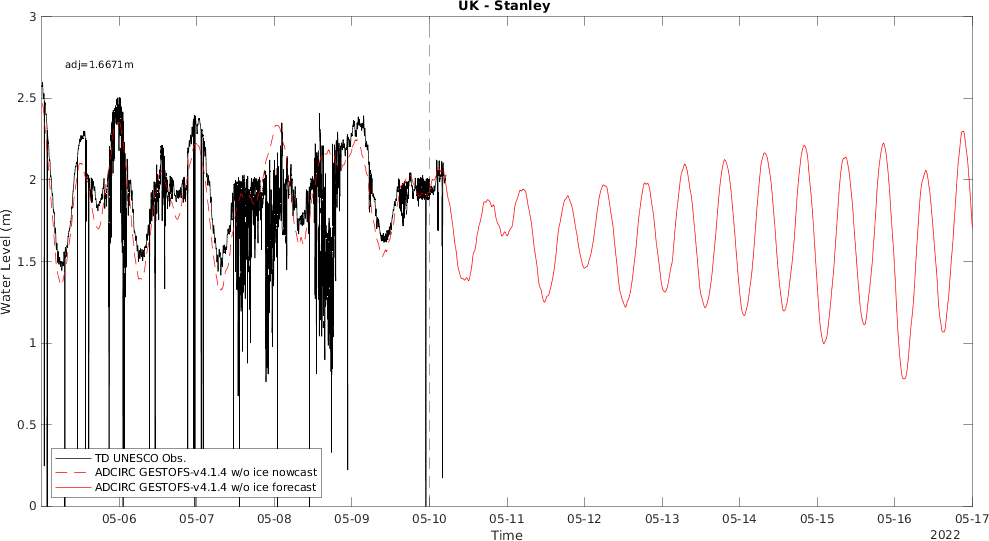 UK - Stanley
adj=1.6671m
3
2.5
2
1.5
1
0.5
0
Water Level (m)
TD UNESCO Obs.
ADCIRC GESTOFS-v4.1.4 w/o ice nowcast
ADCIRC GESTOFS-v4.1.4 w/o ice forecast
05-06 05-07 05-08 05-09 05-10 05-11 05-12 05-13 05-14 05-15 05-16 05-17
Time
2022